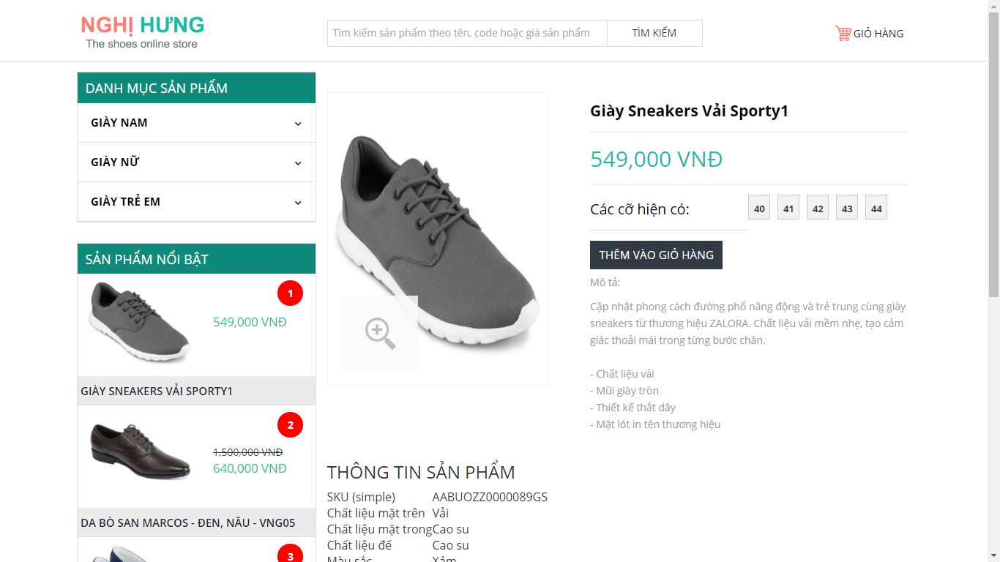 NGHỊ HƯNG
The shoes online store
Tìm kiếm sản phẩm theo tên, code hoặc giá sản phẩm
TÌM KIẾM
GIỎ HÀNG
DANH MỤC SẢN PHẨM
GIÀY NAM
GIÀY NỮ
GIÀY TRẺ EM
SẢN PHẨM NỔI BẬT
1
549,000 VNĐ
GIÀY SNEAKERS VẢI SPORTY1
2
1,500,000 VNĐ
640,000 VNĐ
DA BÒ SAN MARCOS - ĐEN, NÂU - VNG05
3
Giày Sneakers Vải Sporty1
549,000 VNĐ
Các cỡ hiện có: 40 41 42 43 44
THÊM VÀO GIỎ HÀNG
Mô tả:
Cập nhật phong cách đường phố năng động và trẻ trung cùng giày
sneakers từ thương hiệu ZALORA. Chất liệu vải mềm nhẹ, tạo cảm
giác thoải mái trong từng bước chân.
- Chất liệu vải
- Mũi giày tròn
- Thiết kế thắt dây
- Mặt lót in tên thương hiệu
THÔNG TIN SẢN PHẨM
SKU (simple) AABUOZZ0000089GS
Chất liệu mặt trên Vải
Chất liệu mặt trong Cao su
Chất liệu đế Cao su
Màu sắc Xám